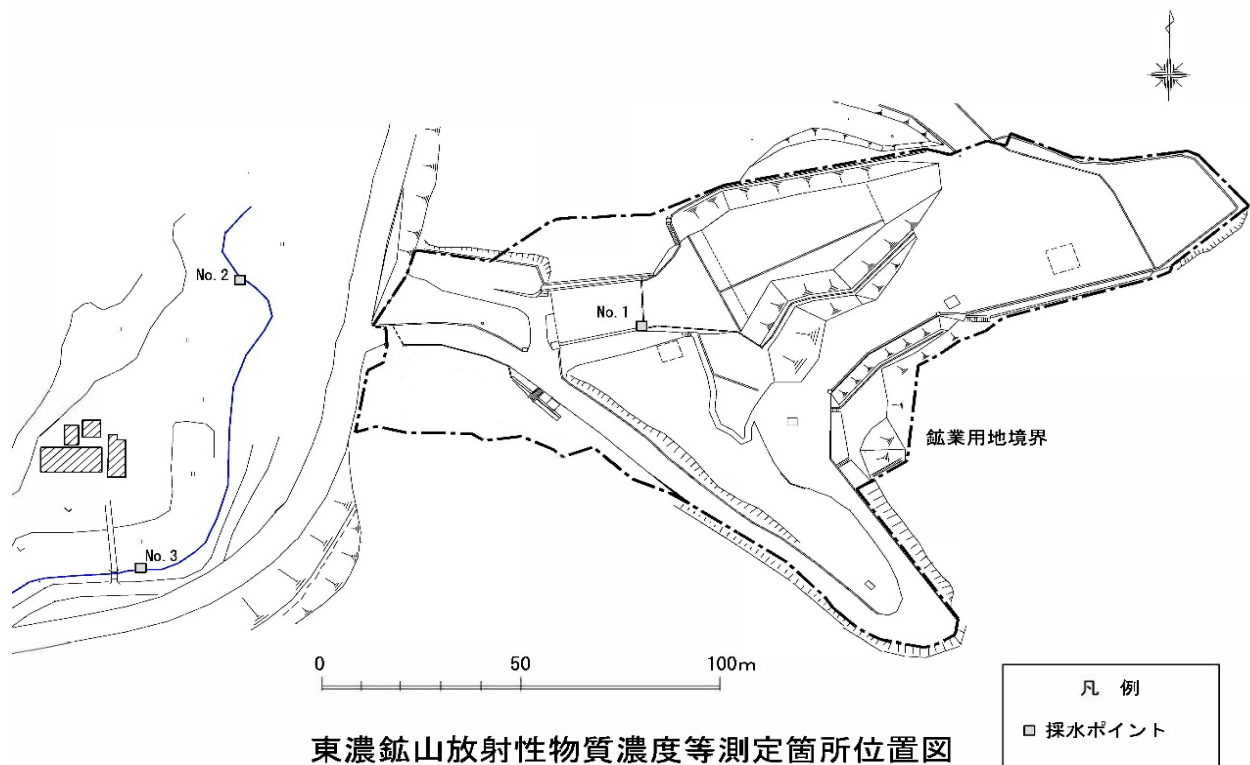 No. 2
No. 1
鉱業用地境界
No. 3
0 50 100m
凡 例
採水ポイント
東濃鉱山放射性物質濃度等測定箇所位置図